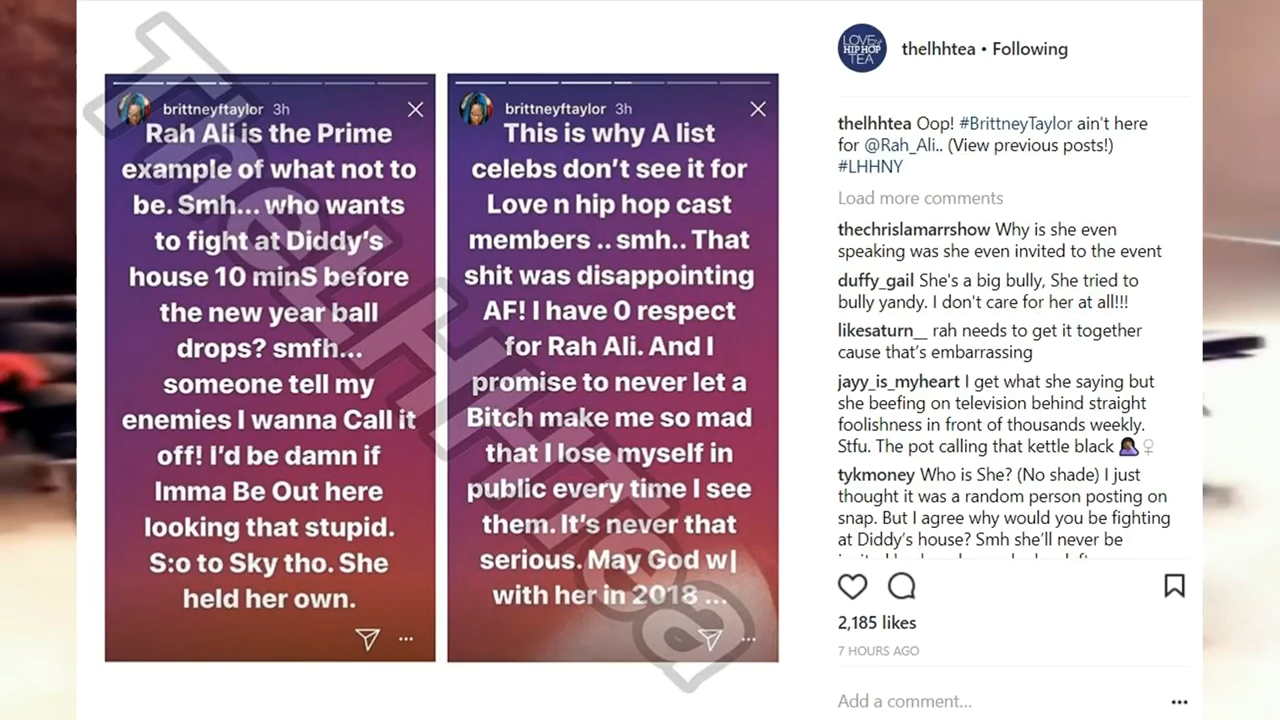 brittneyftaylor 3h
Rah Ali is the Prime
example of what not to
be. Smh... who wants
to fight at Diddy’s
house 10 minS before
the new year ball
drops? smfh...
someone tell my
enemies I wanna Call it
off! I’d be damn if
Imma Be Out here
looking that stupid.
S:o to Sky tho. She
held her own.
brittneyftaylor 3h
This is why A list
celebs don’t see it for
Love n hip hop cast
members .. smh.. That
shit was disappointing
AF! I have 0 respect
for Rah Ali. And I
promise to never let a
Bitch make me so mad
that I lose myself in
public every time I see
them. It’s never that
serious. May God w|
with her in 2018 ...
TheLHHtea
LOVE
HIP HOP
TEA
thelhhtea • Following
thelhhtea Oop! #BrittneyTaylor ain't here
for @Rah_Ali.. (View previous posts!)
#LHHNY
Load more comments
thechrislamarrshow Why is she even
speaking was she even invited to the event
duffy_gail She's a big bully, She tried to
bully yandy. I don't care for her at all!!!
likesaturn__ rah needs to get it together
cause that’s embarrassing
jayy_is_myheart I get what she saying but
she beefing on television behind straight
foolishness in front of thousands weekly.
Stfu. The pot calling that kettle black 🤦🏿♀
tykmoney Who is She? (No shade) I just
thought it was a random person posting on
snap. But I agree why would you be fighting
at Diddy’s house? Smh she’ll never be
2,185 likes
7 HOURS AGO
Add a comment...